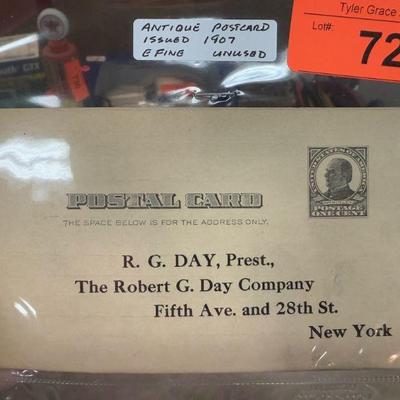 ANTIQUE POSTCARD
ISSUED 1907
E FINE UNUSED
Tyler Grace
Lot#:
72
POSTAL CARD
THE SPACE BELOW IS FOR THE ADDRESS ONLY.
POSTAGE
ONE CENT
R. G. DAY, Prest.,
The Robert G. Day Company
Fifth Ave. and 28th St.
New York